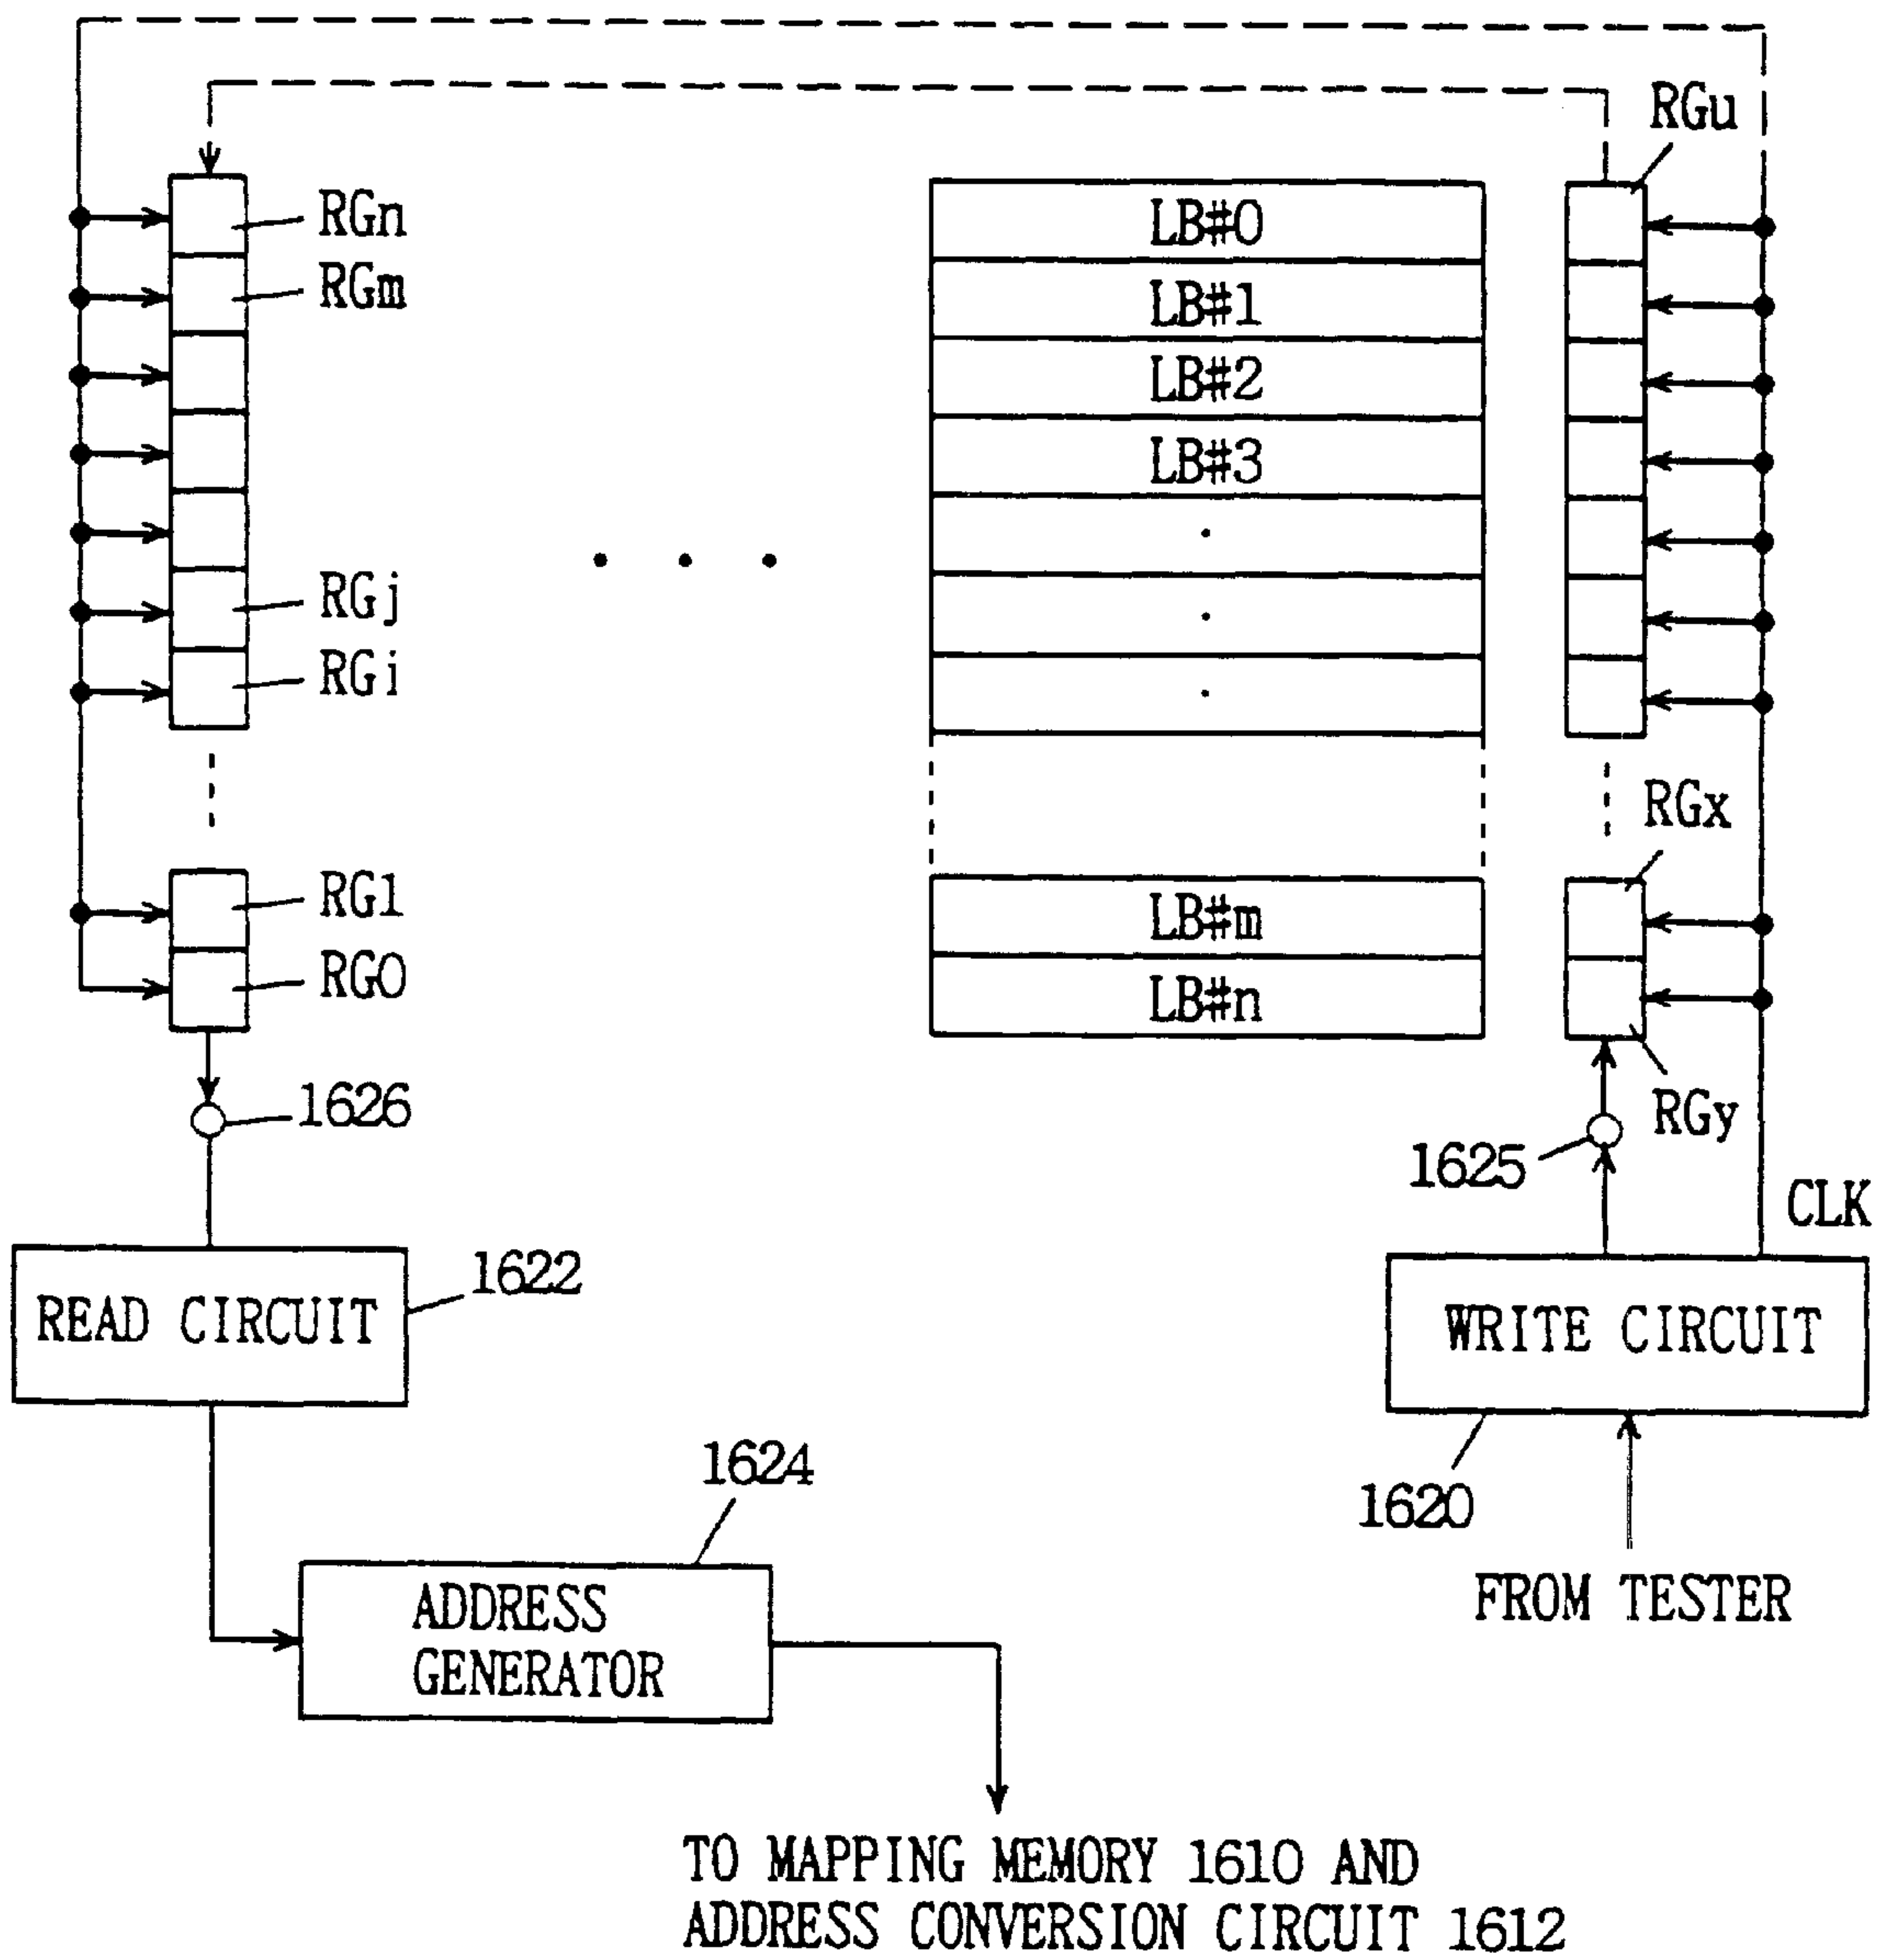 RGu
RGn
LB#0
RGm
LB#1
LB#2
LB#3
RGj
RGi
RGx
RG1
LB#m
RG0
LB#n
1626
RGy
1625
CLK
1622
READ CIRCUIT
WRITE CIRCUIT
1624
1620
ADDRESS
GENERATOR
FROM TESTER
TO MAPPING MEMORY 1610 AND
ADDRESS CONVERSION CIRCUIT 1612